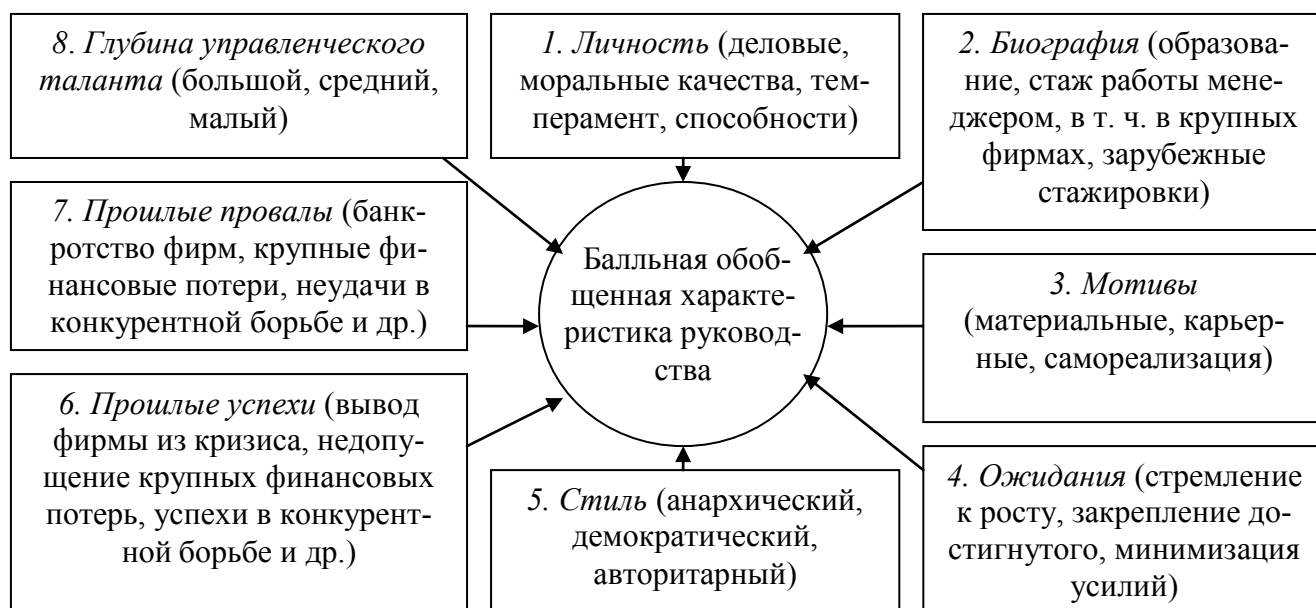 8. Глубина управленческого
таланта (большой, средний,
малый)
1. Личность (деловые,
моральные качества, тем-
перамент, способности)
2. Биография (образова-
ние, стаж работы мене-
джером, в т. ч. в крупных
фирмах, зарубежные
стажировки)
7. Прошлые провалы (банк-
ротство фирм, крупные фи-
нансовые потери, неудачи в
конкурентной борьбе и др.)
Балльная обоб-
щенная характе-
ристика руковод-
ства
3. Мотивы
(материальные, карьер-
ные, самореализация)
6. Прошлые успехи (вывод
фирмы из кризиса, недопу-
щение крупных финансовых
потерь, успехи в конкурент-
ной борьбе и др.)
5. Стиль (анархический,
демократический,
авторитарный)
4. Ожидания (стремление
к росту, закрепление до-
стигнутого, минимизация
усилий)